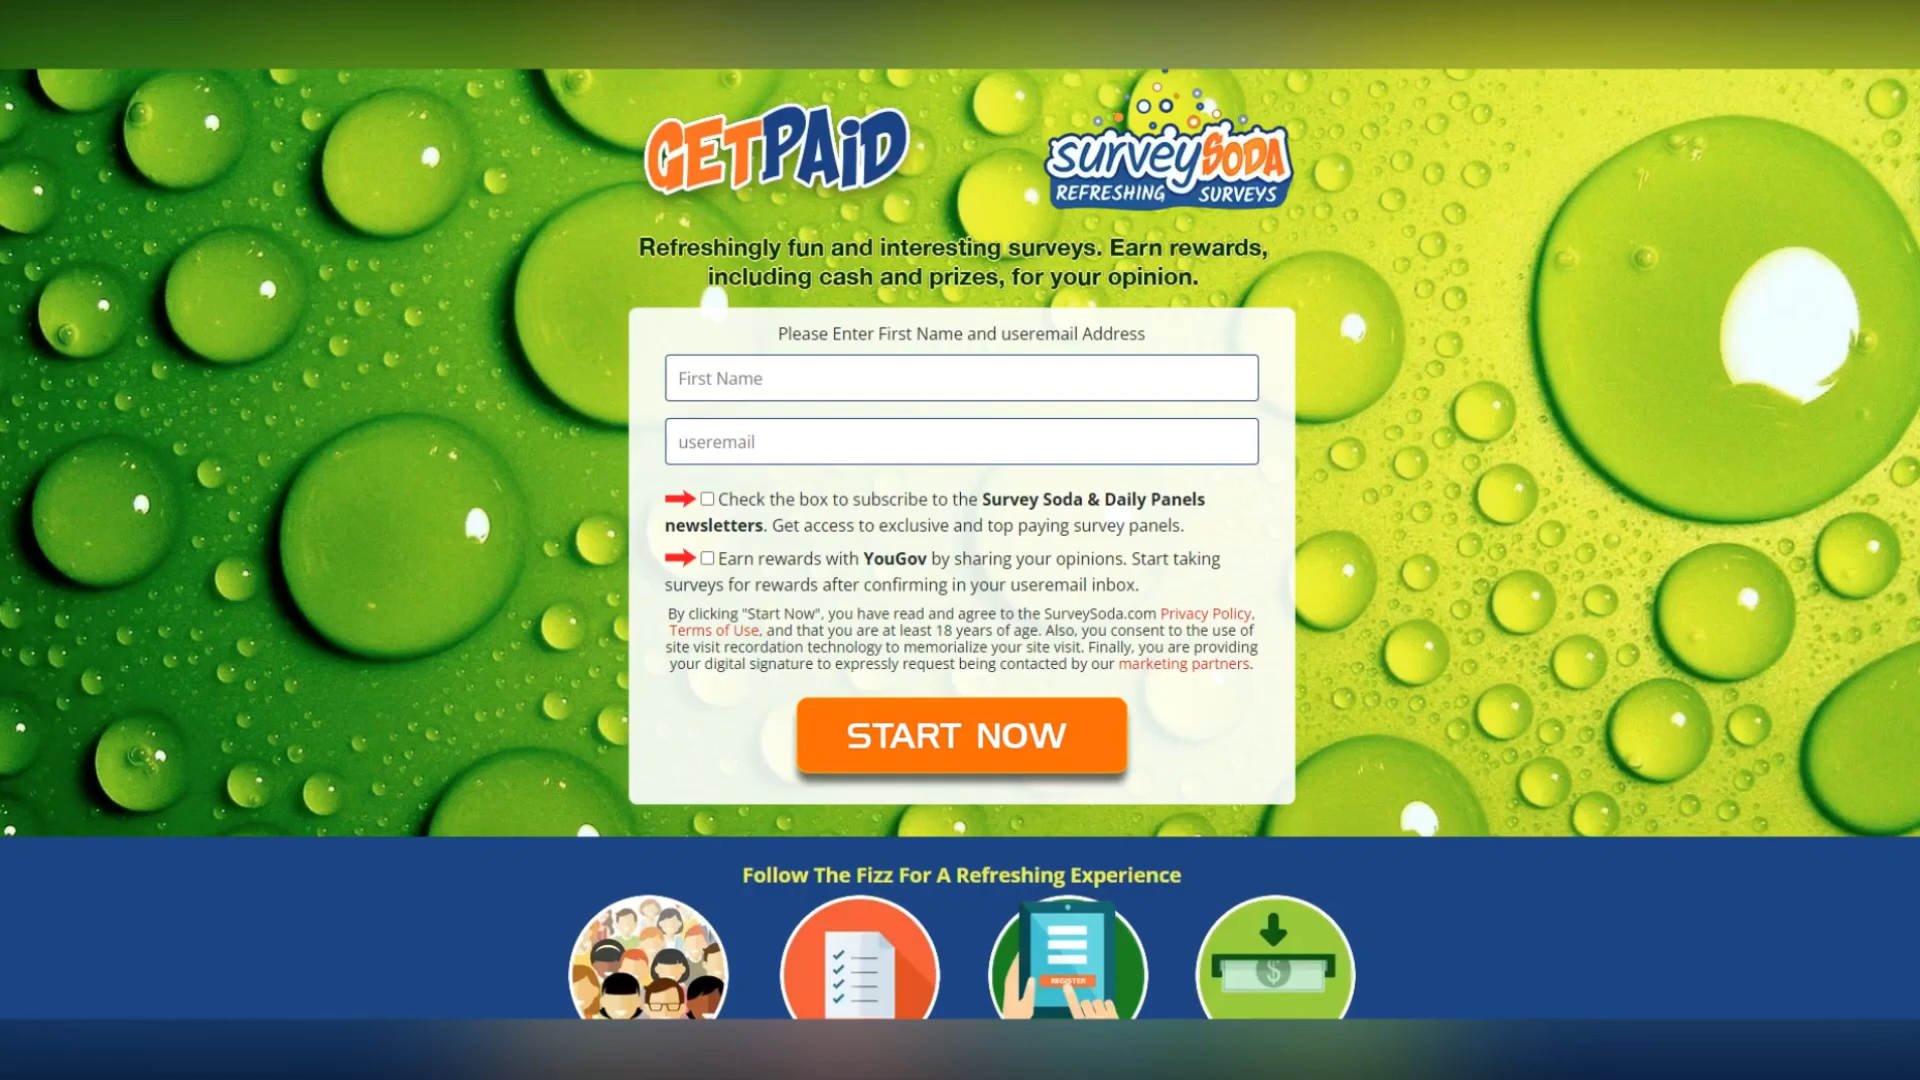 GETPAiD
surveySODA
REFRESHING SURVEYS
Refreshingly fun and interesting surveys. Earn rewards,
including cash and prizes, for your opinion.
Please Enter First Name and useremail Address
First Name
useremail
Check the box to subscribe to the Survey Soda & Daily Panels
newsletters. Get access to exclusive and top paying survey panels.
Earn rewards with YouGov by sharing your opinions. Start taking
surveys for rewards after confirming in your useremail inbox.
By clicking "Start Now", you have read and agree to the SurveySoda.com Privacy Policy,
Terms of Use, and that you are at least 18 years of age. Also, you consent to the use of
site visit recordation technology to memorialize your site visit. Finally, you are providing
your digital signature to expressly request being contacted by our marketing partners.
START NOW
Follow The Fizz For A Refreshing Experience
REGISTER
$